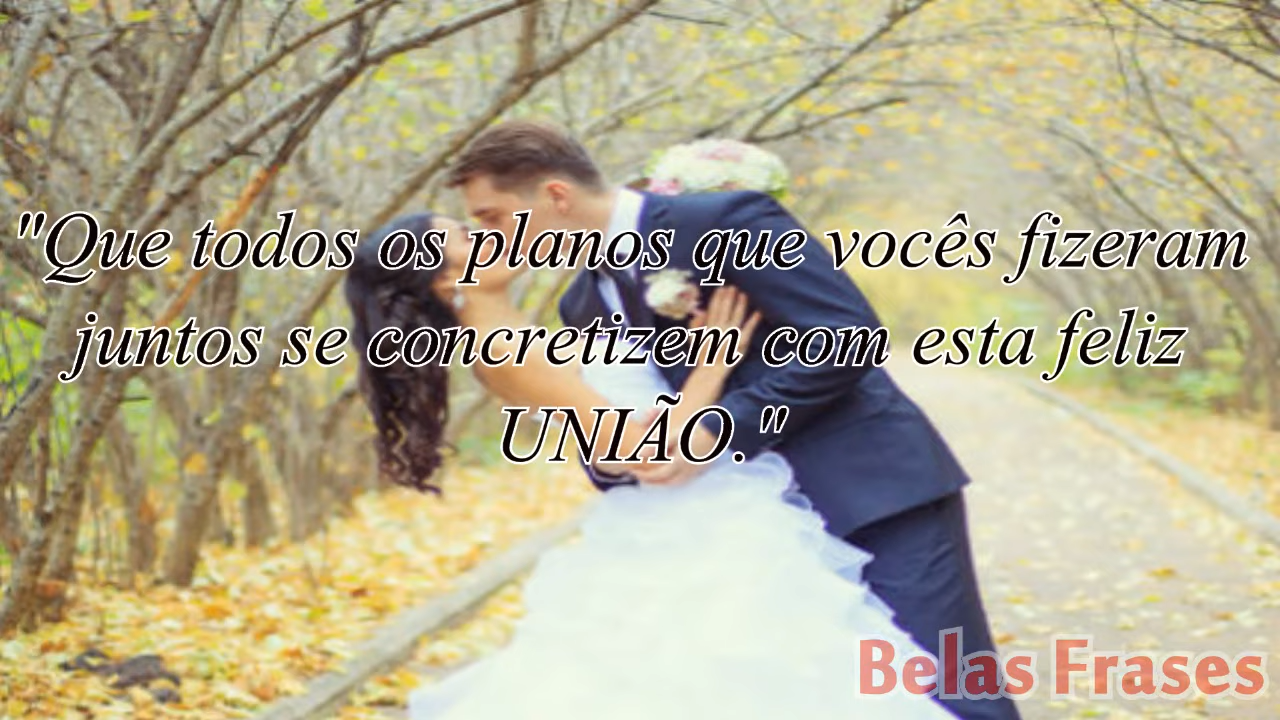 "Que todos os planos que vocês fizeram
juntos se concretizem com esta feliz
UNIÃO."
Belas Frases